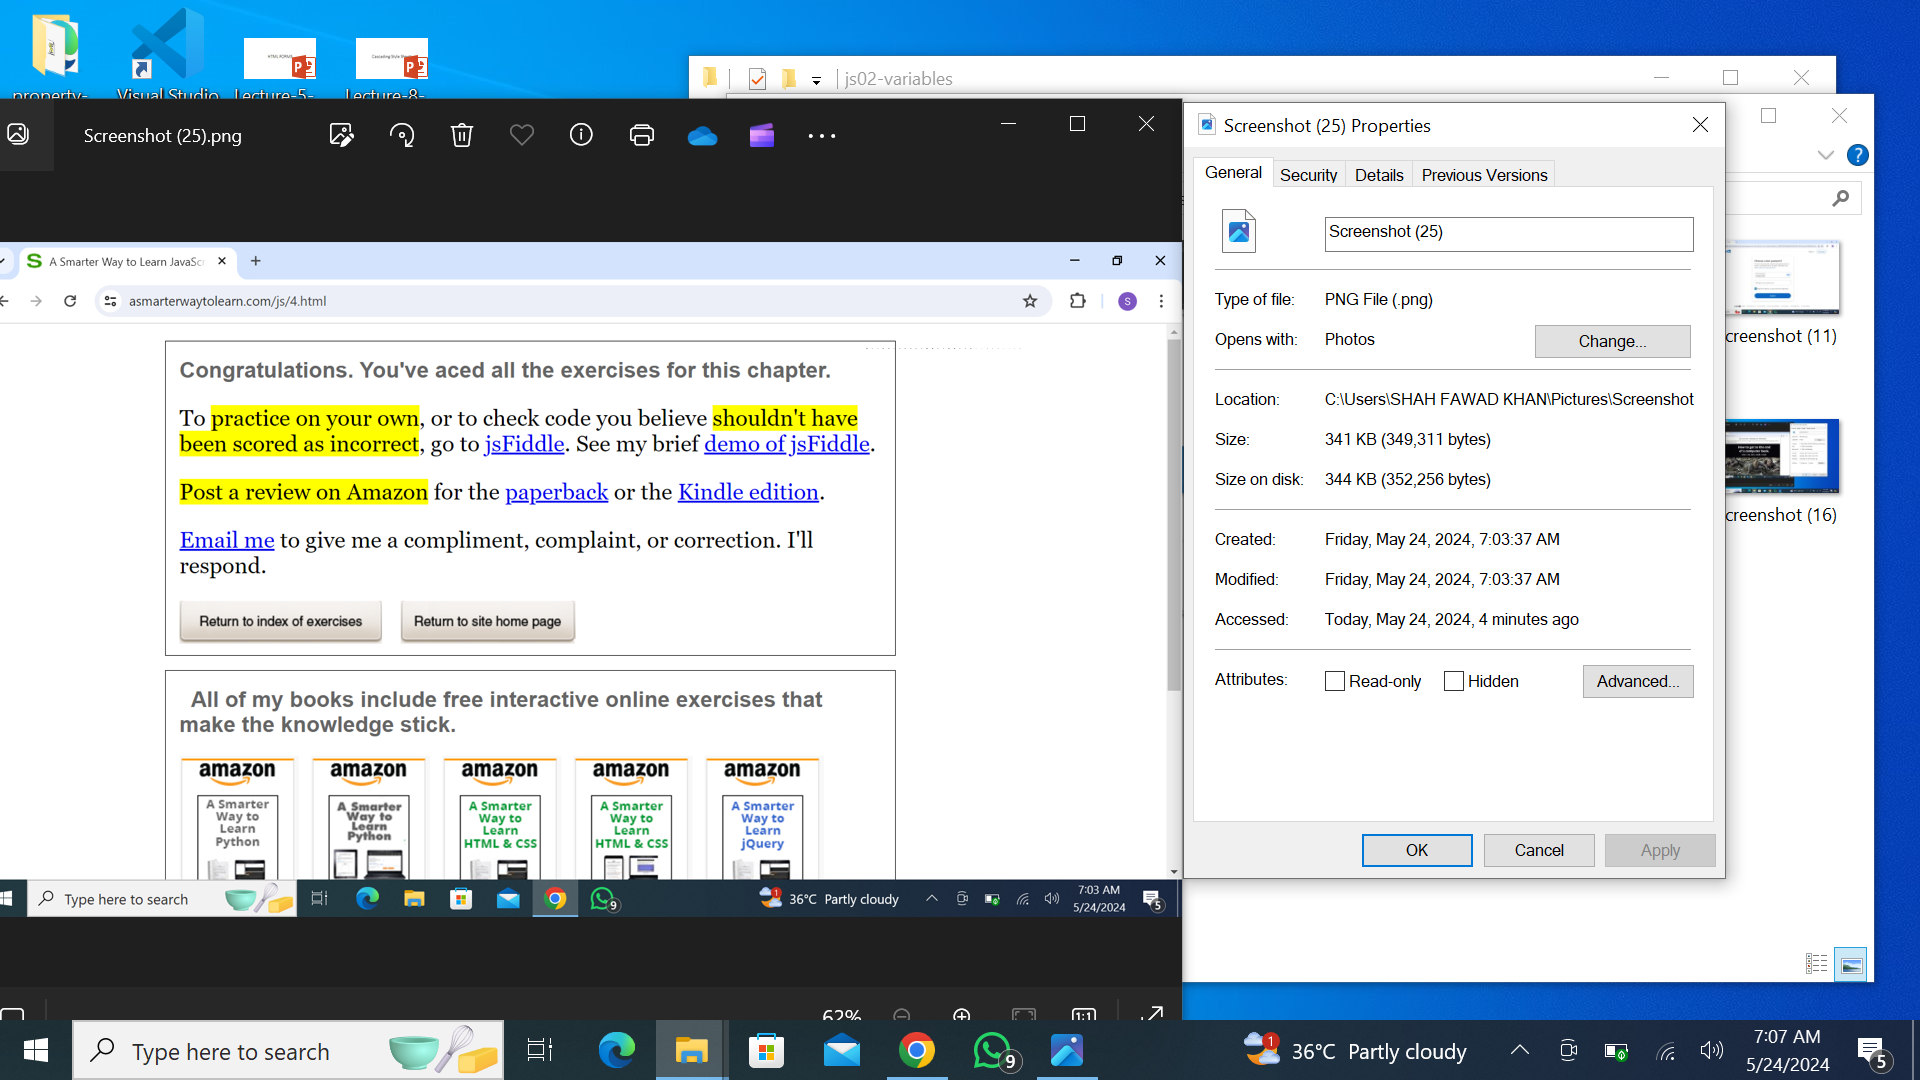 property-
Visual Studio
Lecture-5-
Lecture-8-
js02-variables
Screenshot (25).png
A Smarter Way to Learn JavaSc
asmarterwaytolearn.com/js/4.html
S
Congratulations. You've aced all the exercises for this chapter.
To practice on your own, or to check code you believe shouldn't have
been scored as incorrect, go to jsFiddle. See my brief demo of jsFiddle.
Post a review on Amazon for the paperback or the Kindle edition.
Email me to give me a compliment, complaint, or correction. I'll
respond.
Return to index of exercises
Return to site home page
All of my books include free interactive online exercises that
make the knowledge stick.
amazon
A Smarter
Way to
Learn
Python
amazon
A Smarter
Way to
Learn
Python
amazon
A Smarter
Way to
Learn
HTML & CSS
amazon
A Smarter
Way to
Learn
HTML & CSS
amazon
A Smarter
Way to
Learn
jQuery
Type here to search
9
1
36°C Partly cloudy
7:03 AM
5/24/2024
5
62%
1:1
Screenshot (25) Properties
General
Security
Details
Previous Versions
Screenshot (25)
Type of file: PNG File (.png)
Opens with: Photos
Change...
Location: C:\Users\SHAH FAWAD KHAN\Pictures\Screenshot
Size: 341 KB (349,311 bytes)
Size on disk: 344 KB (352,256 bytes)
Created: Friday, May 24, 2024, 7:03:37 AM
Modified: Friday, May 24, 2024, 7:03:37 AM
Accessed: Today, May 24, 2024, 4 minutes ago
Attributes: Read-only Hidden
Advanced...
OK
Cancel
Apply
?
creenshot (11)
creenshot (16)
Type here to search
9
1
36°C Partly cloudy
7:07 AM
5/24/2024
5